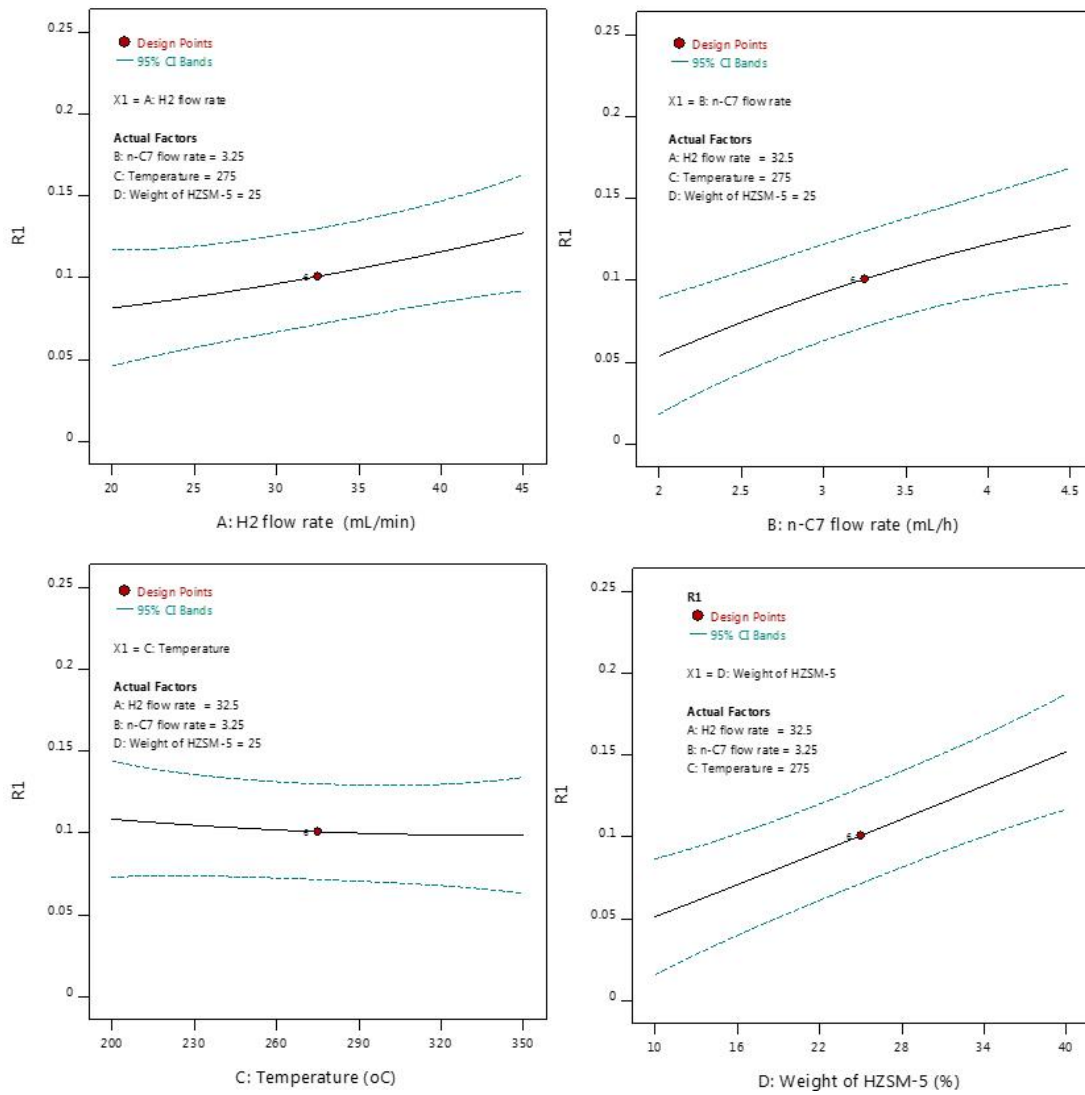 0.25
0.2
0.15
0.1
0.05
0
R1
Design Points
95% CI Bands
X1 = A: H2 flow rate
Actual Factors
B: n-C7 flow rate = 3.25
C: Temperature = 275
D: Weight of HZSM-5 = 25
6
20 25 30 35 40 45
A: H2 flow rate (mL/min)
0.25
0.2
0.15
0.1
0.05
0
R1
Design Points
95% CI Bands
X1 = B: n-C7 flow rate
Actual Factors
A: H2 flow rate = 32.5
C: Temperature = 275
D: Weight of HZSM-5 = 25
6
2 2.5 3 3.5 4 4.5
B: n-C7 flow rate (mL/h)
0.25
0.2
0.15
0.1
0.05
0
R1
Design Points
95% CI Bands
X1 = C: Temperature
Actual Factors
A: H2 flow rate = 32.5
B: n-C7 flow rate = 3.25
D: Weight of HZSM-5 = 25
6
200 230 260 290 320 350
C: Temperature (oC)
0.25
0.2
0.15
0.1
0.05
0
R1
R1
Design Points
95% CI Bands
X1 = D: Weight of HZSM-5
Actual Factors
A: H2 flow rate = 32.5
B: n-C7 flow rate = 3.25
C: Temperature = 275
6
10 16 22 28 34 40
D: Weight of HZSM-5 (%)